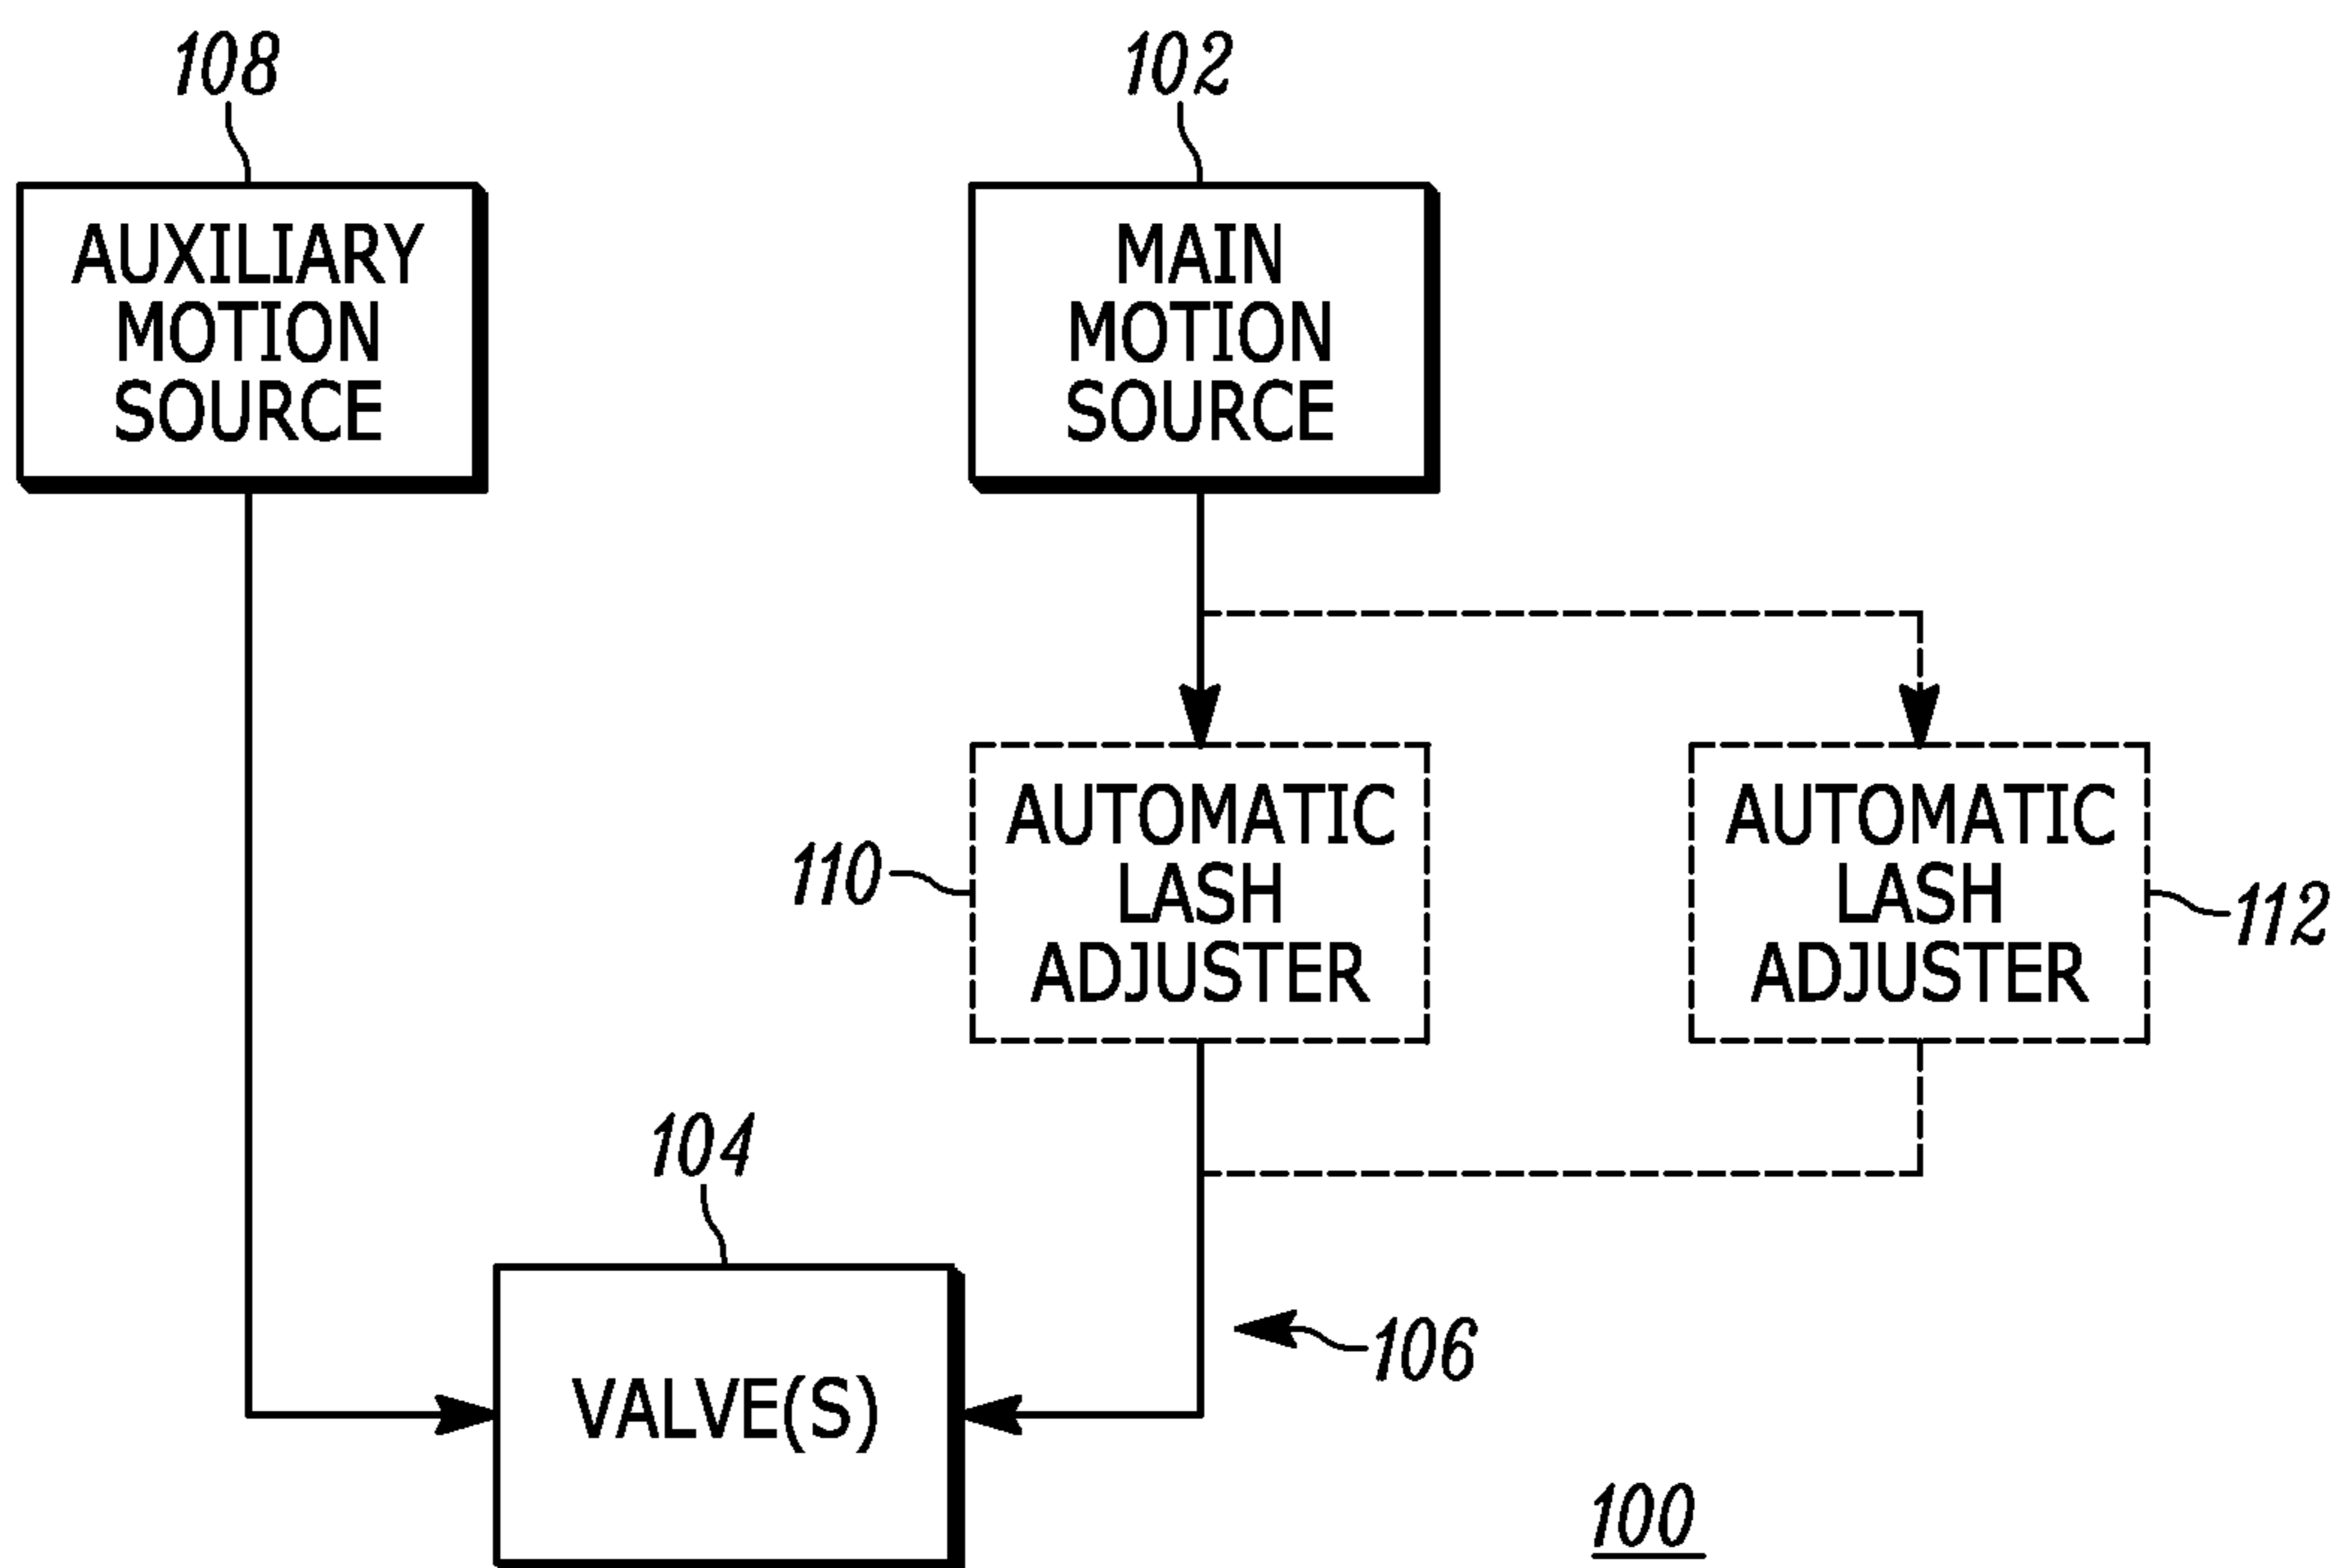 108
102
AUXILIARY
MOTION
SOURCE
MAIN
MOTION
SOURCE
110
AUTOMATIC
LASH
ADJUSTER
AUTOMATIC
LASH
ADJUSTER
112
104
VALVE(S)
106
100